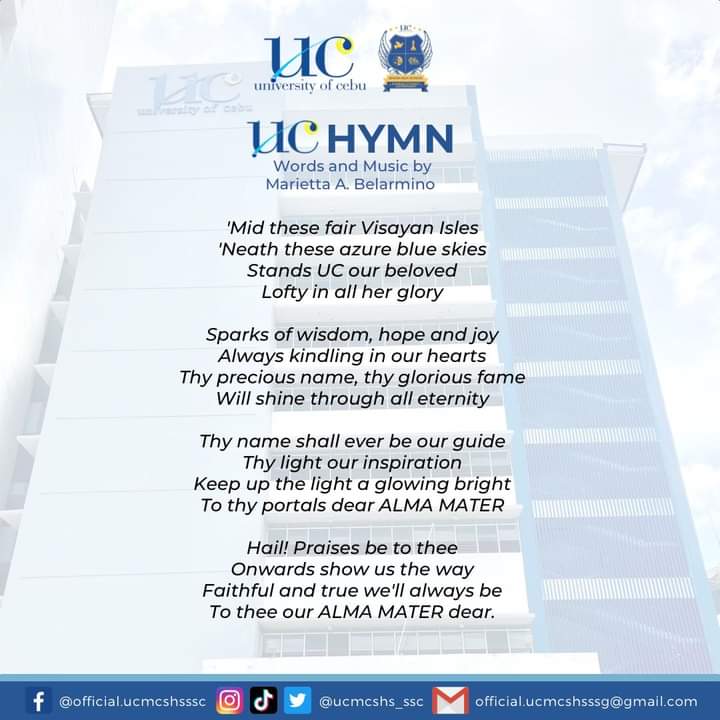 UC
university of cebu
UC
UC
university of cebu
UC HYMN
Words and Music by
Marietta A. Belarmino
'Mid these fair Visayan Isles
'Neath these azure blue skies
Stands UC our beloved
Lofty in all her glory
Sparks of wisdom, hope and joy
Always kindling in our hearts
Thy precious name, thy glorious fame
Will shine through all eternity
Thy name shall ever be our guide
Thy light our inspiration
Keep up the light a glowing bright
To thy portals dear ALMA MATER
Hail! Praises be to thee
Onwards show us the way
Faithful and true we'll always be
To thee our ALMA MATER dear.
@official.ucmcshsssc @ucmcshs_ssc official.ucmcshsssg@gmail.com